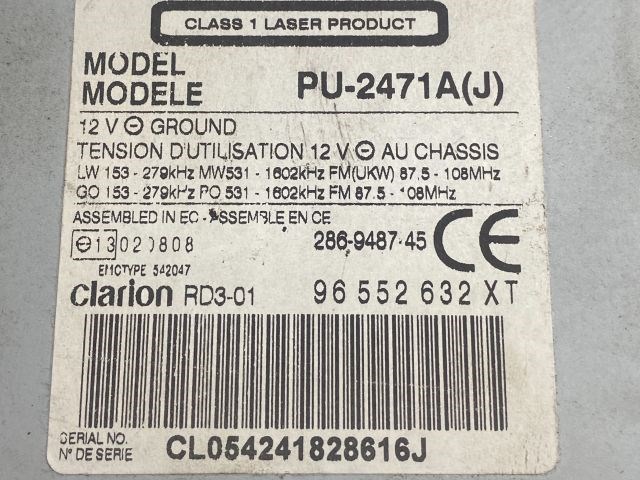 CLASS 1 LASER PRODUCT
MODEL
MODELE
PU-2471A(J)
12 V ⊖ GROUND
TENSION D'UTILISATION 12 V ⊖ AU CHASSIS
LW 153 - 279kHz MW531 - 1602kHz FM(UKW) 87.5 - 108MHz
GO 153 - 279kHz PO 531 - 1602kHz FM 87.5 - 108MHz
ASSEMBLED IN EC - ASSEMBLE EN CE
e13 020808
286-9487-45 CE
EMCTYPE 542047
clarion RD3-01 96 552 632 XT
SERIAL NO.
N° DE SERIE
CL054241828616J